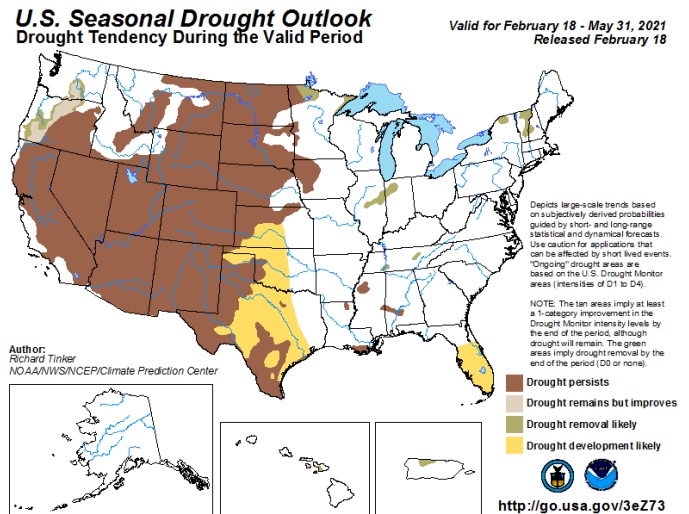 U.S. Seasonal Drought Outlook
Drought Tendency During the Valid Period
Valid for February 18 - May 31, 2021
Released February 18
Depicts large-scale trends based
on subjectively derived probabilities
guided by short- and long-range
statistical and dynamical forecasts.
Use caution for applications that
can be affected by short lived events.
"Ongoing" drought areas are
based on the U.S. Drought Monitor
areas (intensities of D1 to D4).
NOTE: The tan areas imply at least
a 1-category improvement in the
Drought Monitor intensity levels by
the end of the period, although
drought will remain. The green
areas imply drought removal by the
end of the period (D0 or none).
Author:
Richard Tinker
NOAA/NWS/NCEP/Climate Prediction Center
Drought persists
Drought remains but improves
Drought removal likely
Drought development likely
http://go.usa.gov/3eZ73